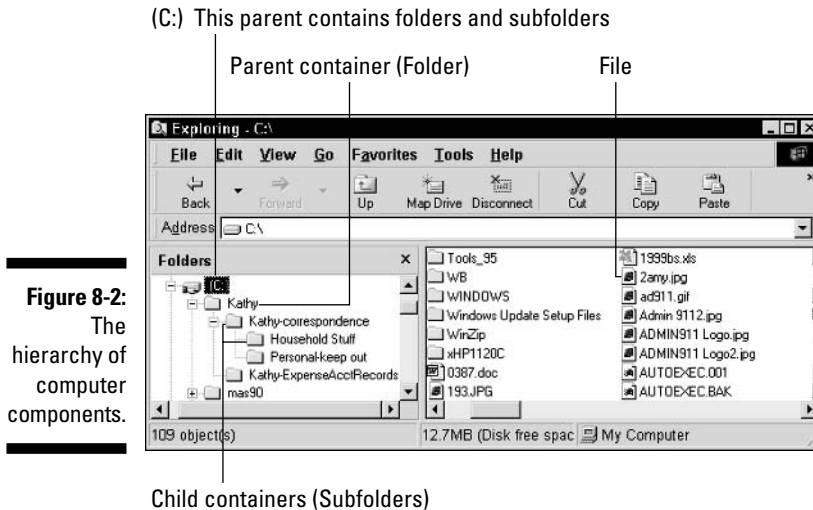 (C:) This parent contains folders and subfolders
Parent container (Folder)
File
Exploring - C:\
File Edit View Go Favorites Tools Help
Back Forward Up Map Drive Disconnect Cut Copy Paste »
Address C:\
Folders x
(C:)
Kathy
Kathy-correspondence
Household Stuff
Personal-keep out
Kathy-ExpenseAcctRecords
mas90
Tools_95
WB
WINDOWS
Windows Update Setup Files
WinZip
xHP1120C
0387.doc
193.JPG
1999bs.xls
2amy.jpg
ad911.gif
Admin 9112.jpg
ADMIN911 Logo.jpg
ADMIN911 Logo2.jpg
AUTOEXEC.001
AUTOEXEC.BAK
109 object(s)
12.7MB (Disk free spac
My Computer
Figure 8-2:
The
hierarchy of
computer
components.
Child containers (Subfolders)